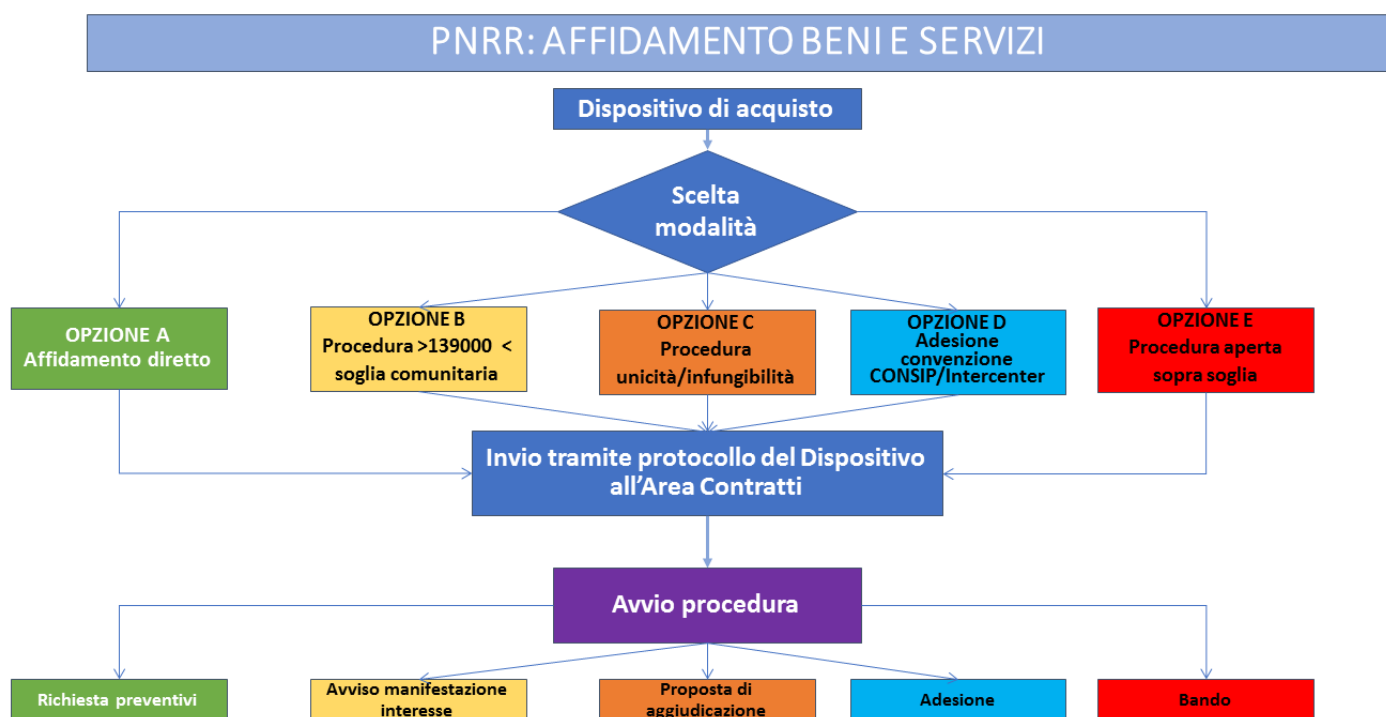 PNRR: AFFIDAMENTO BENI E SERVIZI
Dispositivo di acquisto
Scelta
modalità
OPZIONE A
Affidamento diretto
OPZIONE B
Procedura >139000 <
soglia comunitaria
OPZIONE C
Procedura
unicità/infungibilità
OPZIONE D
Adesione
convenzione
CONSIP/Intercenter
OPZIONE E
Procedura aperta
sopra soglia
Invio tramite protocollo del Dispositivo
all’Area Contratti
Avvio procedura
Richiesta preventivi
Avviso manifestazione
interesse
Proposta di
aggiudicazione
Adesione
Bando